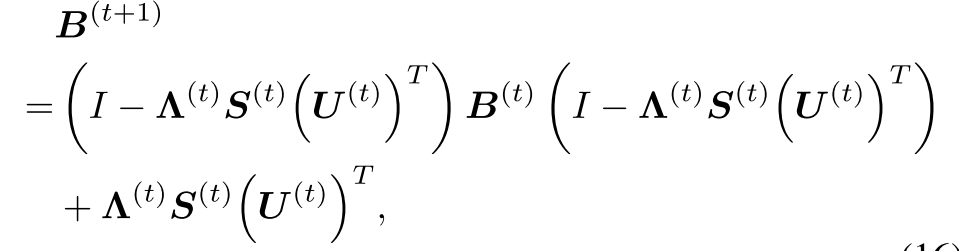 B^{(t+1)}
= ( I − Λ^{(t)} S^{(t)} ( U^{(t)} )^T ) B^{(t)} ( I − Λ^{(t)} S^{(t)} ( U^{(t)} )^T )
+ Λ^{(t)} S^{(t)} ( U^{(t)} )^T ,